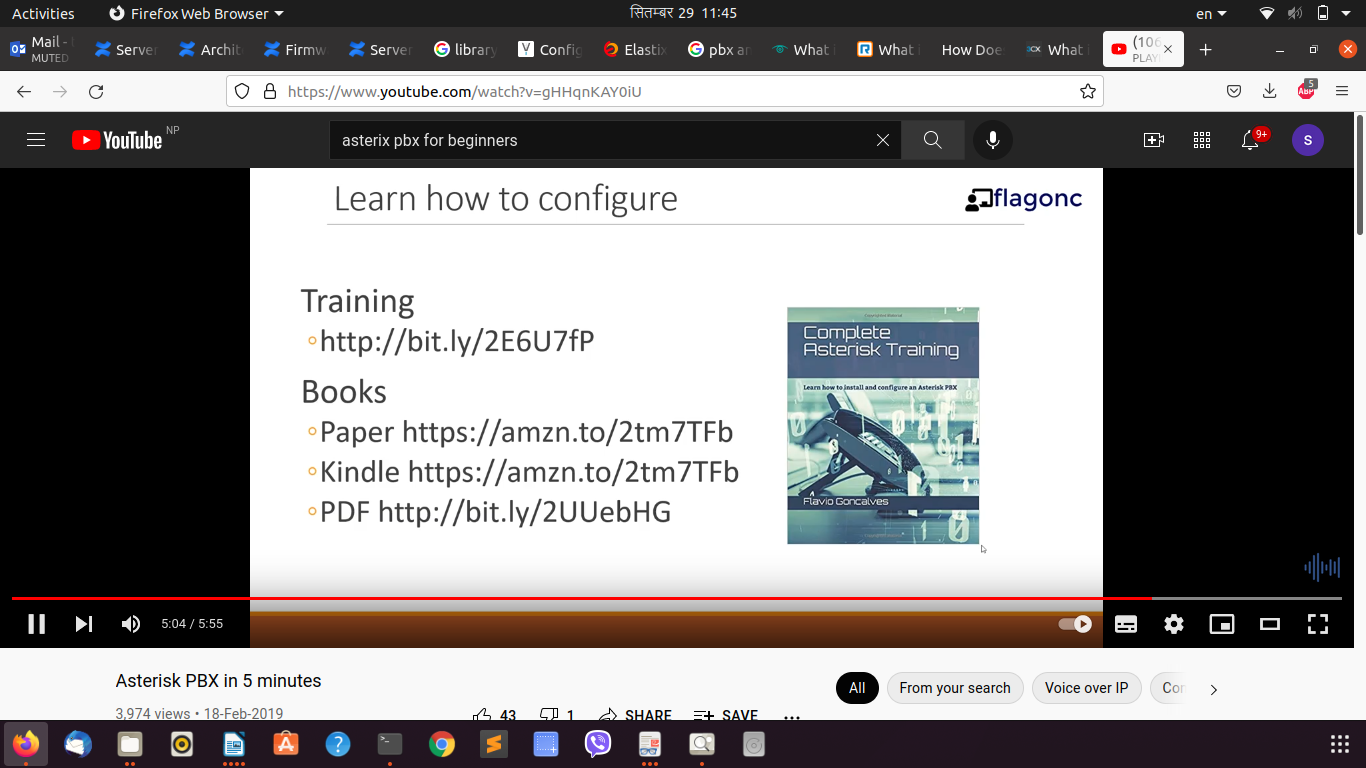 Activities Firefox Web Browser सितम्बर 29 11:45 en
Mail - Server Archit Firmw Server library Config Elastix pbx an What i What i How Doe What (106
MUTED PLAYI
https://www.youtube.com/watch?v=gHHqnKAY0iU ABP 5
YouTube NP asterix pbx for beginners 9+ S
Learn how to configure flagonc
Training
http://bit.ly/2E6U7fP
Books
Paper https://amzn.to/2tm7TFb
Kindle https://amzn.to/2tm7TFb
PDF http://bit.ly/2UUebHG
Complete
Asterisk Training
Learn how to install and configure an Asterisk PBX
Flavio Goncalves
5:04 / 5:55
Asterisk PBX in 5 minutes
All From your search Voice over IP Con
3,974 views • 18-Feb-2019 43 1 SHARE SAVE